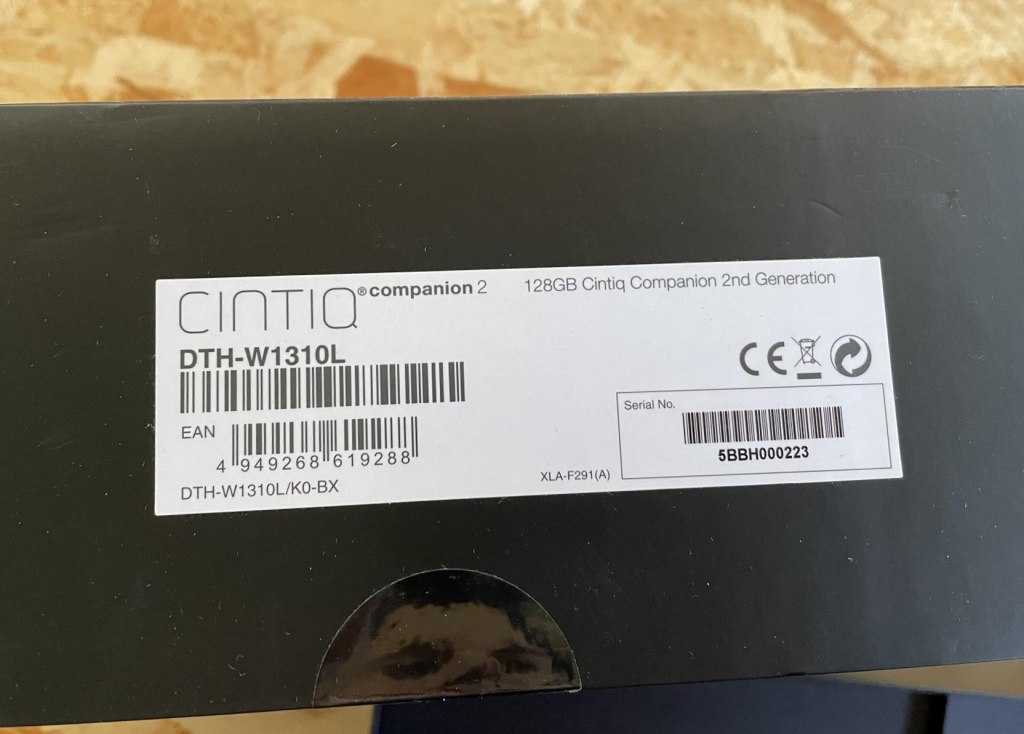 CINTIQ® companion 2
128GB Cintiq Companion 2nd Generation
DTH-W1310L
CE
EAN
4 949268 619288
DTH-W1310L/K0-BX
XLA-F291(A)
Serial No.
5BBH000223